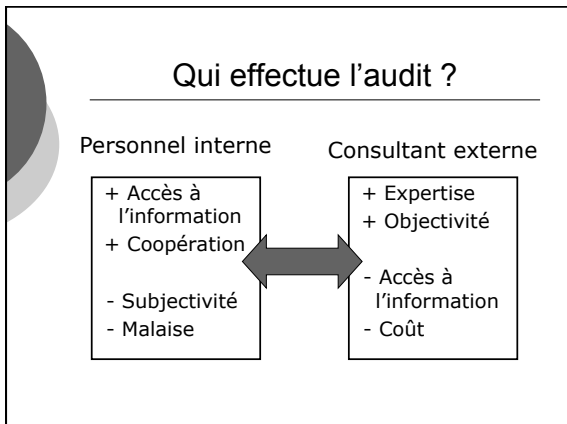 Qui effectue l’audit ?
Personnel interne
+ Accès à
l’information
+ Coopération
- Subjectivité
- Malaise
Consultant externe
+ Expertise
+ Objectivité
- Accès à
l’information
- Coût